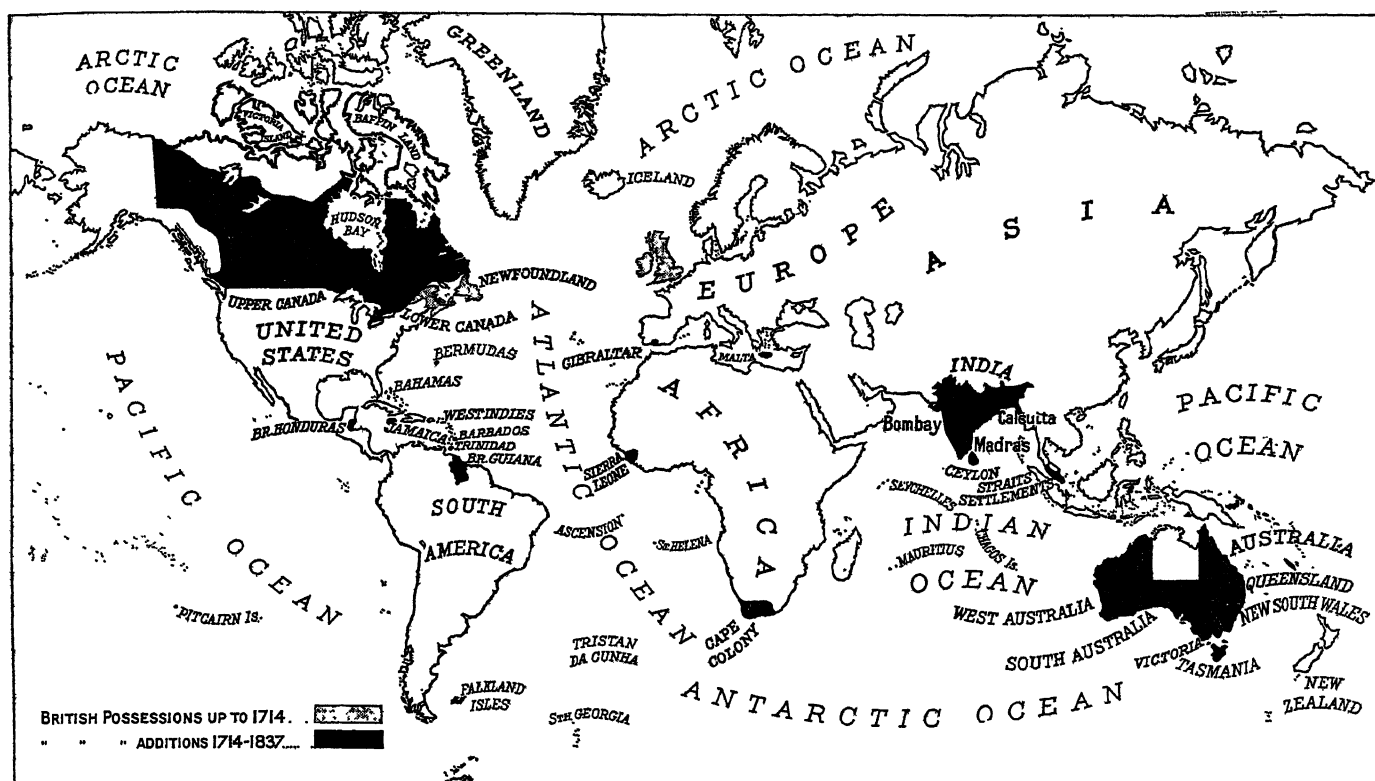 ARCTIC
OCEAN
GREENLAND
ARCTIC OCEAN
VICTORIA
ISLAND
BAFFIN LAND
ICELAND
HUDSON
BAY
EUROPE
ASIA
NEWFOUNDLAND
UPPER CANADA
LOWER CANADA
UNITED
STATES
BERMUDAS
ATLANTIC
OCEAN
GIBRALTAR
MALTA
PACIFIC
OCEAN
BAHAMAS
WEST INDIES
BR. HONDURAS
JAMAICA
BARBADOS
TRINIDAD
BR. GUIANA
AFRICA
SIERRA
LEONE
INDIA
Bombay
Calcutta
Madras
CEYLON
STRAITS
SETTLEMENTS
PACIFIC
OCEAN
SEYCHELLES
SOUTH
AMERICA
ASCENSION
ST. HELENA
INDIAN
OCEAN
MAURITIUS
CHAGOS Is.
AUSTRALIA
QUEENSLAND
NEW SOUTH WALES
WEST AUSTRALIA
SOUTH AUSTRALIA
VICTORIA
TASMANIA
PITCAIRN Is.
CAPE
COLONY
TRISTAN
DA CUNHA
NEW
ZEALAND
FALKLAND
ISLES
STH. GEORGIA
ANTARCTIC OCEAN
BRITISH POSSESSIONS UP TO 1714...
" " " ADDITIONS 1714-1837.....